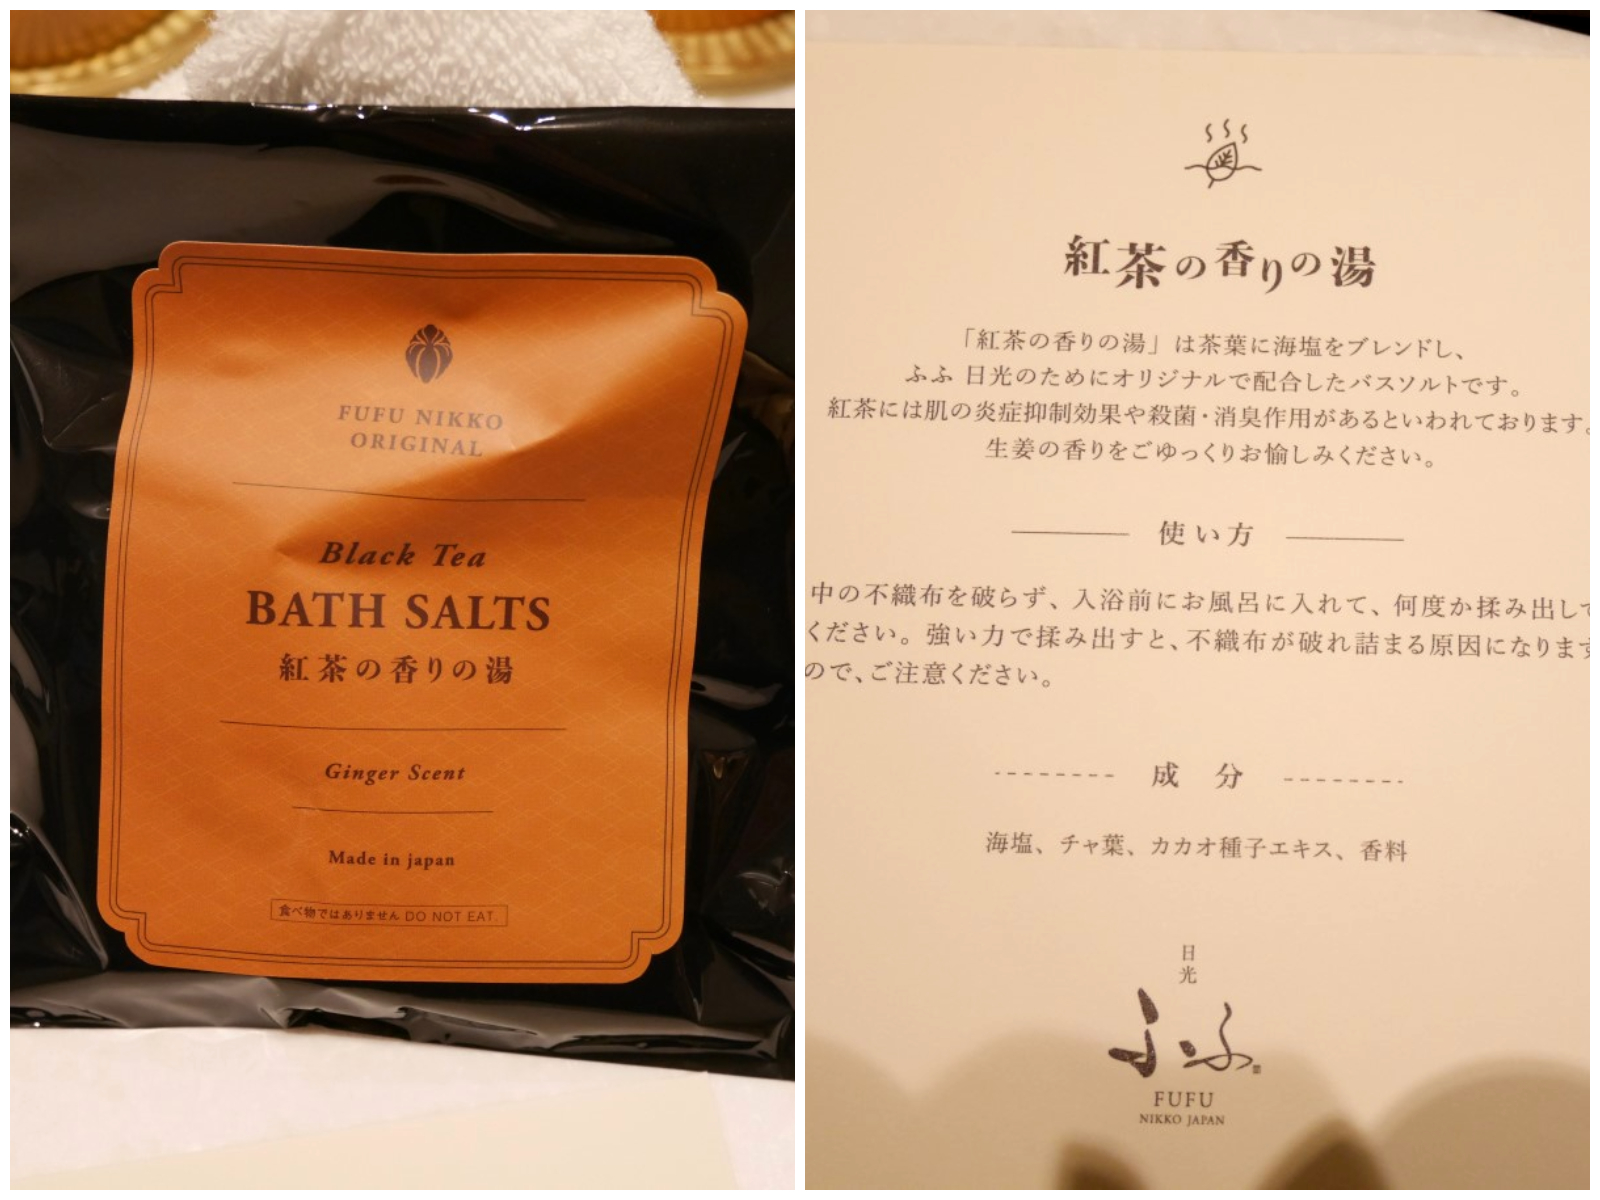 FUFU NIKKO
ORIGINAL
Black Tea
BATH SALTS
紅茶の香りの湯
Ginger Scent
Made in japan
食べ物ではありません DO NOT EAT.
紅茶の香りの湯
「紅茶の香りの湯」は茶葉に海塩をブレンドし、
ふふ 日光のためにオリジナルで配合したバスソルトです。
紅茶には肌の炎症抑制効果や殺菌・消臭作用があるといわれております。
生姜の香りをごゆっくりお愉しみください。
使い方
中の不織布を破らず、入浴前にお風呂に入れて、何度か揉み出して
ください。強い力で揉み出すと、不織布が破れ詰まる原因になります
ので、ご注意ください。
成分
海塩、チャ葉、カカオ種子エキス、香料
日光
ふふ
FUFU
NIKKO JAPAN